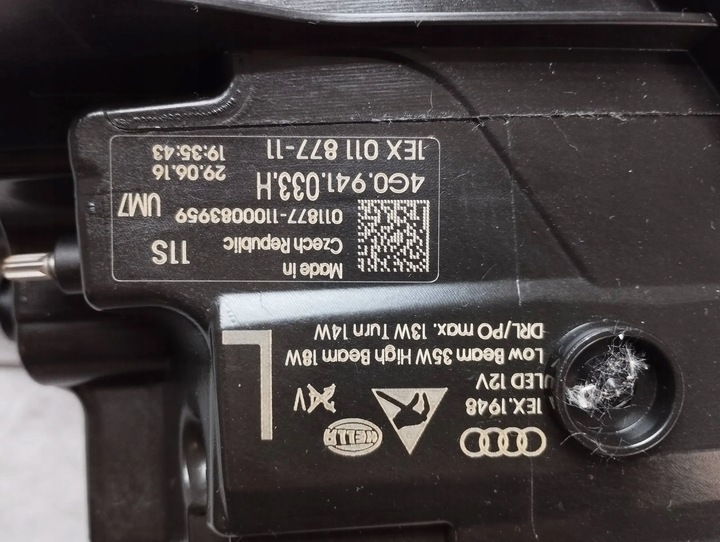 HELLA
1EX.1948
LED 12V
Low Beam 35W High Beam 18W
DRL/PO max. 13W Turn 14W
L
Made in
Czech Republic
11S
011877-1100083959
UM7
4G0.941.033.H
29.06.16
19:35:43
1EX 011 877-11